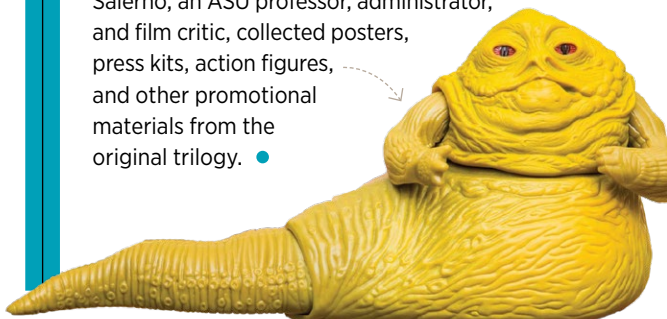 Salerno, an ASU professor, administrator,
and film critic, collected posters,
press kits, action figures,
and other promotional
materials from the
original trilogy.